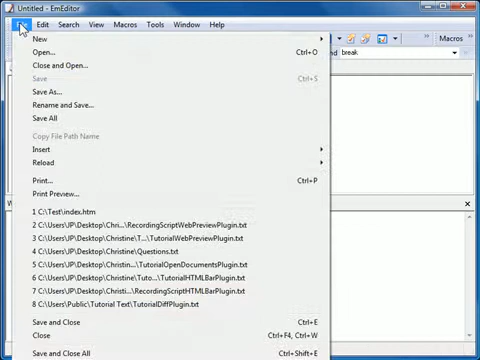 Untitled - EmEditor
Edit Search View Macros Tools Window Help
Macros
break
New
Open... Ctrl+O
Close and Open...
Save Ctrl+S
Save As...
Rename and Save...
Save All
Copy File Path Name
Insert
Reload
Print... Ctrl+P
Print Preview...
1 C:\Test\index.htm
2 C:\Users\JP\Desktop\Chri...\RecordingScriptWebPreviewPlugin.txt
3 C:\Users\JP\Desktop\Christine\T...\TutorialWebPreviewPlugin.txt
4 C:\Users\JP\Desktop\Christine\Questions.txt
5 C:\Users\JP\Desktop\Christine\...\TutorialOpenDocumentsPlugin.txt
6 C:\Users\JP\Desktop\Christine\Tuto...\TutorialHTMLBarPlugin.txt
7 C:\Users\JP\Desktop\Christi...\RecordingScriptHTMLBarPlugin.txt
8 C:\Users\Public\Tutorial Text\TutorialDiffPlugin.txt
Save and Close Ctrl+E
Close Ctrl+F4, Ctrl+W
Save and Close All Ctrl+Shift+E